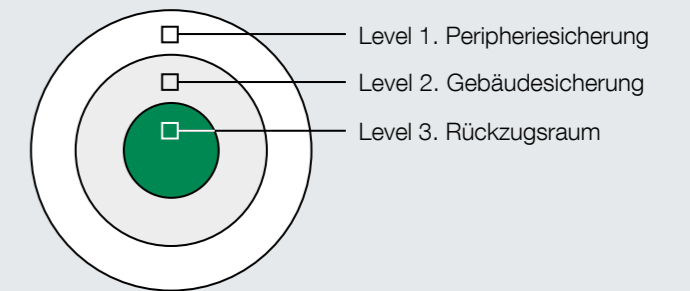 Level 1. Peripheriesicherung
Level 2. Gebäudesicherung
Level 3. Rückzugsraum